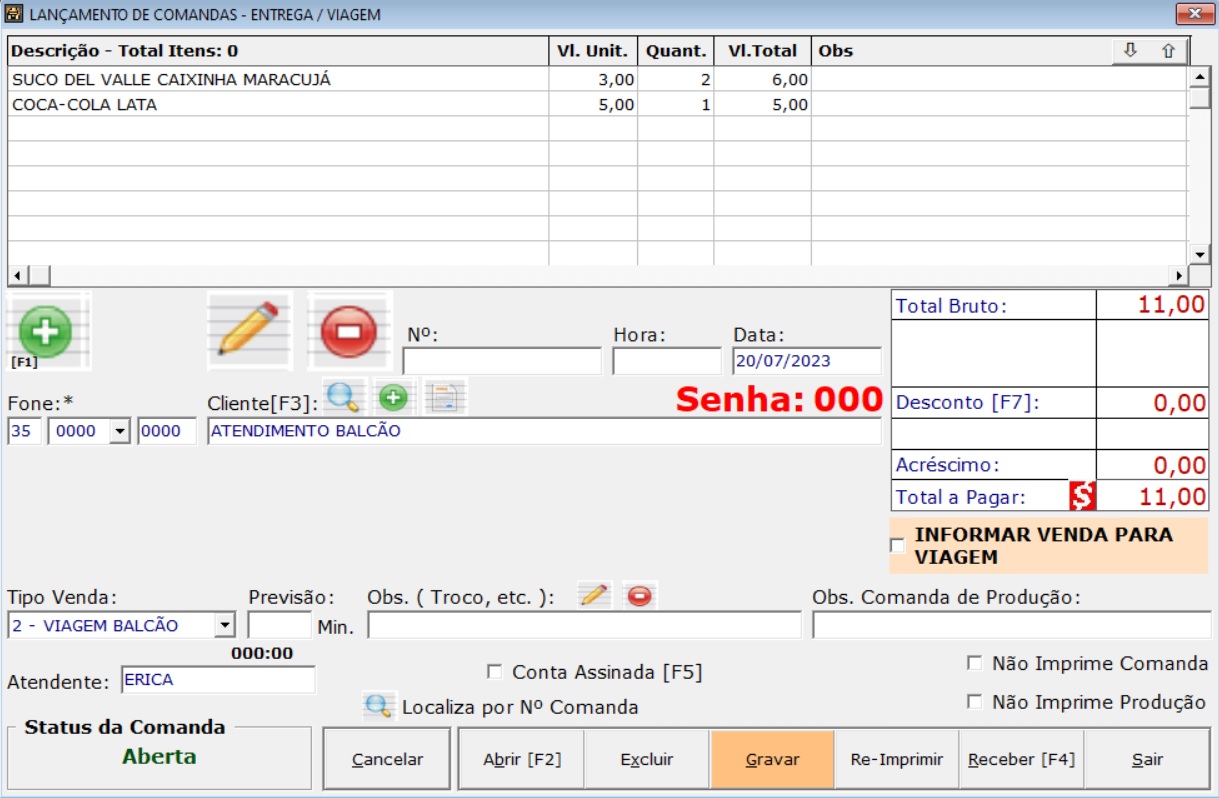 LANÇAMENTO DE COMANDAS - ENTREGA / VIAGEM
Descrição - Total Itens: 0 Vl. Unit. Quant. Vl.Total Obs
SUCO DEL VALLE CAIXINHA MARACUJÁ 3,00 2 6,00
COCA-COLA LATA 5,00 1 5,00
[F1]
Nº: Hora: Data:
20/07/2023
Fone:* Cliente[F3]: Senha: 000
35 0000 0000 ATENDIMENTO BALCÃO
Total Bruto: 11,00
Desconto [F7]: 0,00
Acréscimo: 0,00
Total a Pagar: $ 11,00
INFORMAR VENDA PARA
VIAGEM
Tipo Venda: Previsão: Obs. ( Troco, etc. ): Obs. Comanda de Produção:
2 - VIAGEM BALCÃO Min.
000:00
Atendente: ERICA
Conta Assinada [F5]
Não Imprime Comanda
Localiza por Nº Comanda
Não Imprime Produção
Status da Comanda
Aberta
Cancelar Abrir [F2] Excluir Gravar Re-Imprimir Receber [F4] Sair